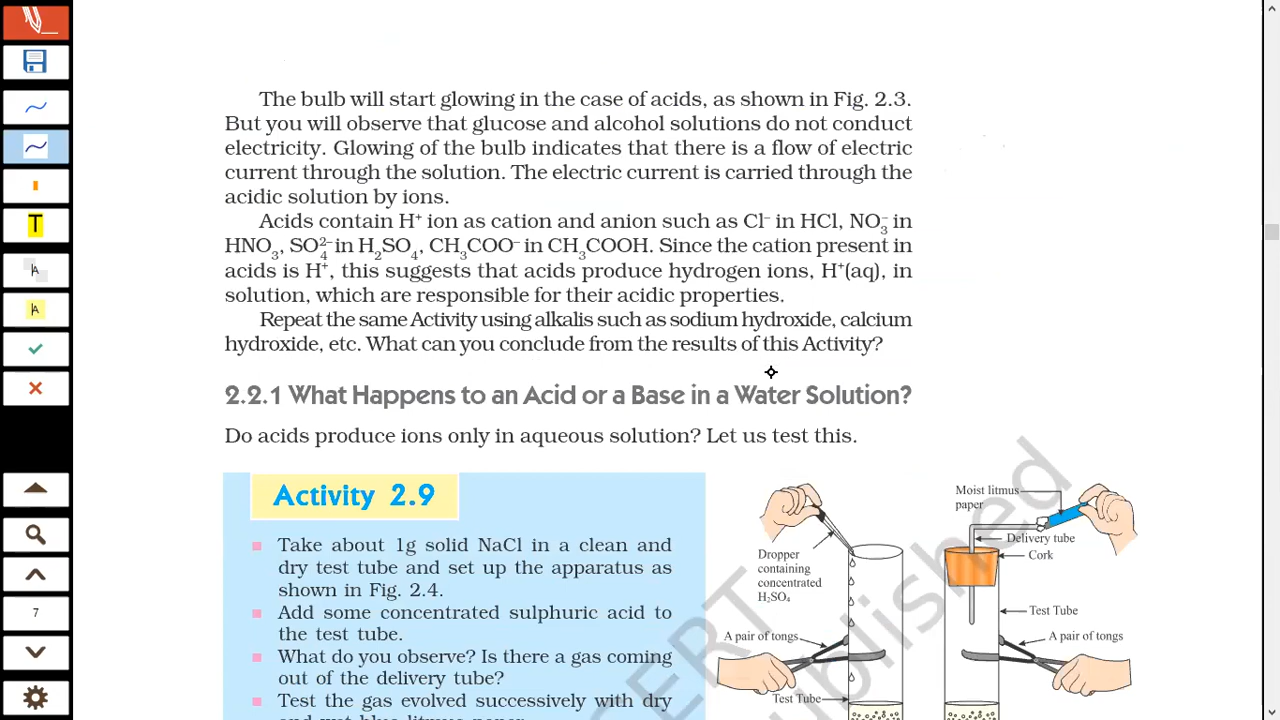 The bulb will start glowing in the case of acids, as shown in Fig. 2.3.
But you will observe that glucose and alcohol solutions do not conduct
electricity. Glowing of the bulb indicates that there is a flow of electric
current through the solution. The electric current is carried through the
acidic solution by ions.
Acids contain H⁺ ion as cation and anion such as Cl⁻ in HCl, NO₃⁻ in
HNO₃, SO₄²⁻ in H₂SO₄, CH₃COO⁻ in CH₃COOH. Since the cation present in
acids is H⁺, this suggests that acids produce hydrogen ions, H⁺(aq), in
solution, which are responsible for their acidic properties.
Repeat the same Activity using alkalis such as sodium hydroxide, calcium
hydroxide, etc. What can you conclude from the results of this Activity?
2.2.1 What Happens to an Acid or a Base in a Water Solution?
Do acids produce ions only in aqueous solution? Let us test this.
Activity 2.9
Take about 1g solid NaCl in a clean and
dry test tube and set up the apparatus as
shown in Fig. 2.4.
Add some concentrated sulphuric acid to
the test tube.
What do you observe? Is there a gas coming
out of the delivery tube?
Test the gas evolved successively with dry
and wet blue litmus paper.
Dropper
containing
concentrated
H₂SO₄
A pair of tongs
Test Tube
Moist litmus
paper
Delivery tube
Cork
Test Tube
A pair of tongs
published
T
A
A
7